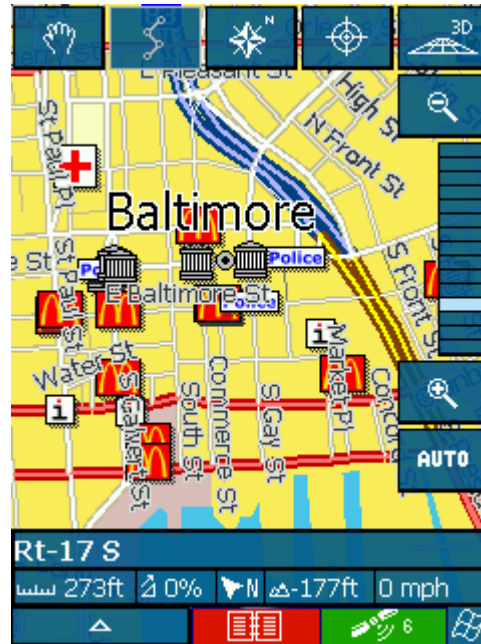 N
3D
E Pleasant St
High St
N Front St
St Paul Pl
Baltimore
St
Police
S Front St
St Paul St
E Baltimore St
Water St
Market Pl
S Calvert St
South St
Commerce St
S Gay St
AUTO
Rt-17 S
273ft 0% N -177ft 0 mph
6